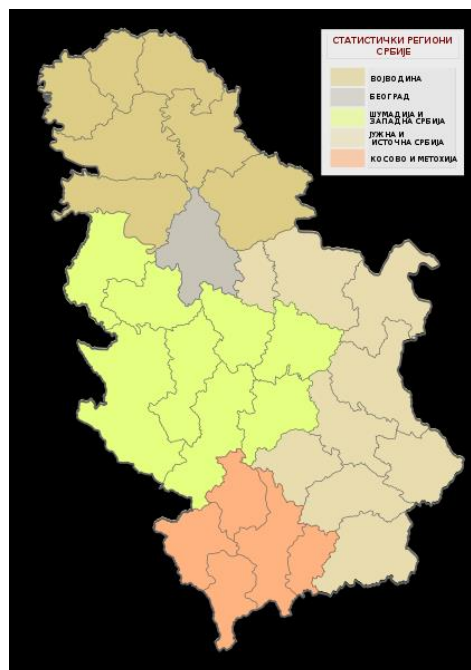 СТАТИСТИЧКИ РЕГИОНИ
СРБИЈЕ
ВОЈВОДИНА
БЕОГРАД
ШУМАДИЈА И
ЗАПАДНА СРБИЈА
ЈУЖНА И
ИСТОЧНА СРБИЈА
КОСОВО И МЕТОХИЈА